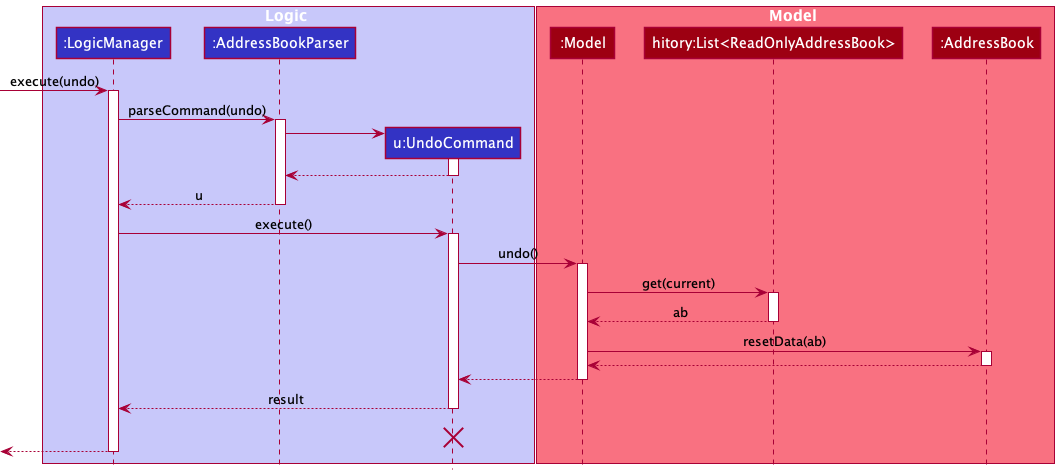 Logic
Model
:LogicManager
:AddressBookParser
:Model
hitory:List<ReadOnlyAddressBook>
:AddressBook
execute(undo)
parseCommand(undo)
u:UndoCommand
u
execute()
undo()
get(current)
ab
resetData(ab)
result